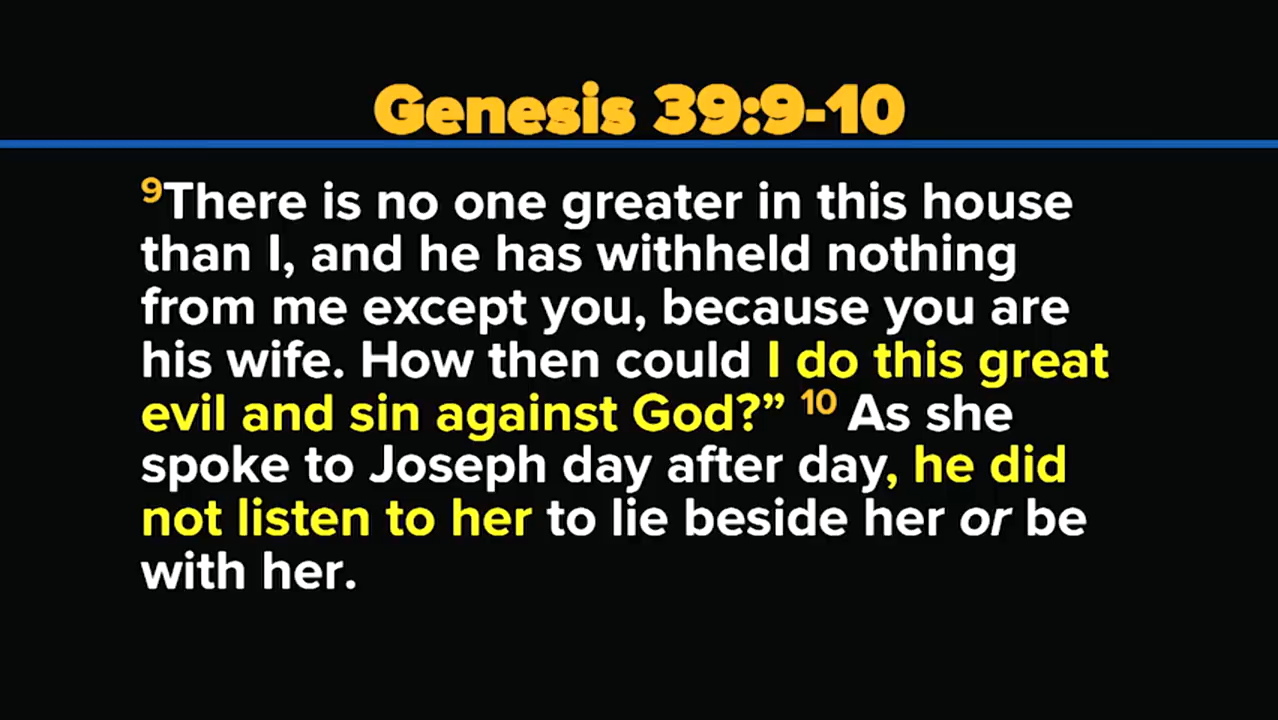 Genesis 39:9-10
9There is no one greater in this house
than I, and he has withheld nothing
from me except you, because you are
his wife. How then could I do this great
evil and sin against God?” 10 As she
spoke to Joseph day after day, he did
not listen to her to lie beside her or be
with her.